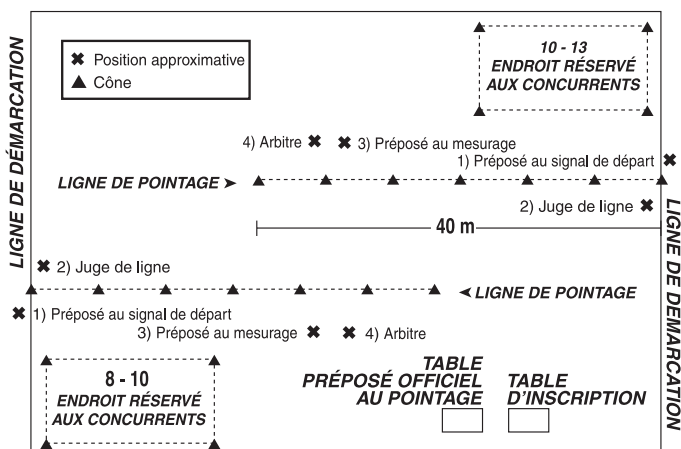 LIGNE DE DÉMARCATION
✖ Position approximative
▲ Cône
10 - 13
ENDROIT RÉSERVÉ
AUX CONCURRENTS
4) Arbitre ✖ ✖ 3) Préposé au mesurage
1) Préposé au signal de départ ✖
LIGNE DE POINTAGE ➤
2) Juge de ligne ✖
40 m
LIGNE DE DÉMARCATION
✖ 2) Juge de ligne
➤ LIGNE DE POINTAGE
✖ 1) Préposé au signal de départ
3) Préposé au mesurage ✖ ✖ 4) Arbitre
8 - 10
ENDROIT RÉSERVÉ
AUX CONCURRENTS
TABLE
PRÉPOSÉ OFFICIEL
AU POINTAGE
TABLE
D'INSCRIPTION